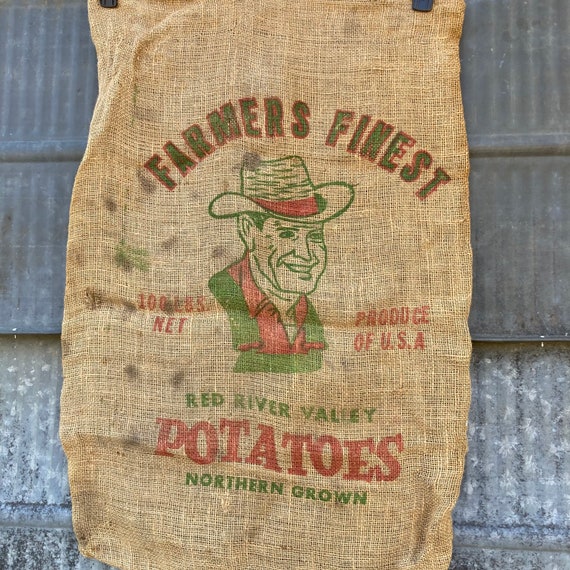 FARMERS FINEST
100 LBS.
NET
PRODUCE
OF U.S.A
RED RIVER VALLEY
POTATOES
NORTHERN GROWN